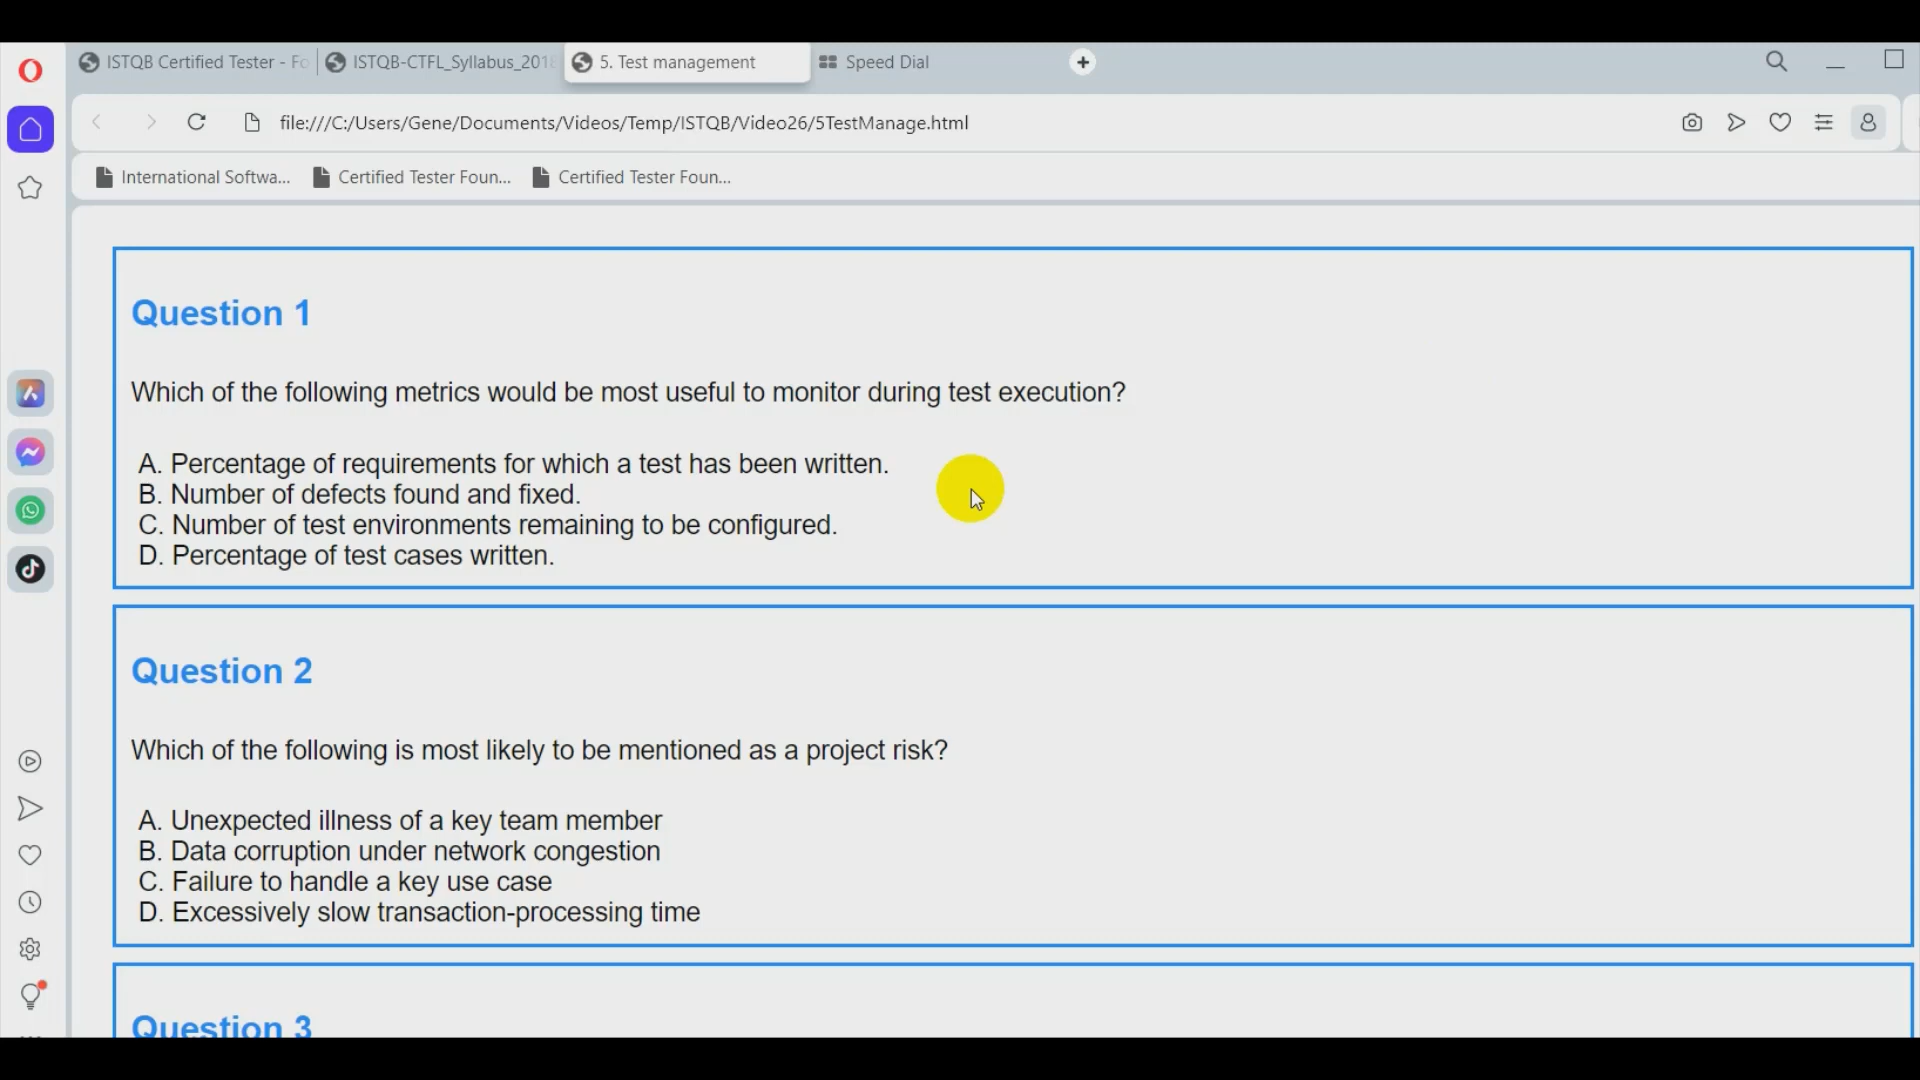 ISTQB Certified Tester - Fo
ISTQB-CTFL_Syllabus_2018
5. Test management
Speed Dial
file:///C:/Users/Gene/Documents/Videos/Temp/ISTQB/Video26/5TestManage.html
International Softwa...
Certified Tester Foun...
Certified Tester Foun...
Question 1
Which of the following metrics would be most useful to monitor during test execution?
A. Percentage of requirements for which a test has been written.
B. Number of defects found and fixed.
C. Number of test environments remaining to be configured.
D. Percentage of test cases written.
Question 2
Which of the following is most likely to be mentioned as a project risk?
A. Unexpected illness of a key team member
B. Data corruption under network congestion
C. Failure to handle a key use case
D. Excessively slow transaction-processing time
Question 3